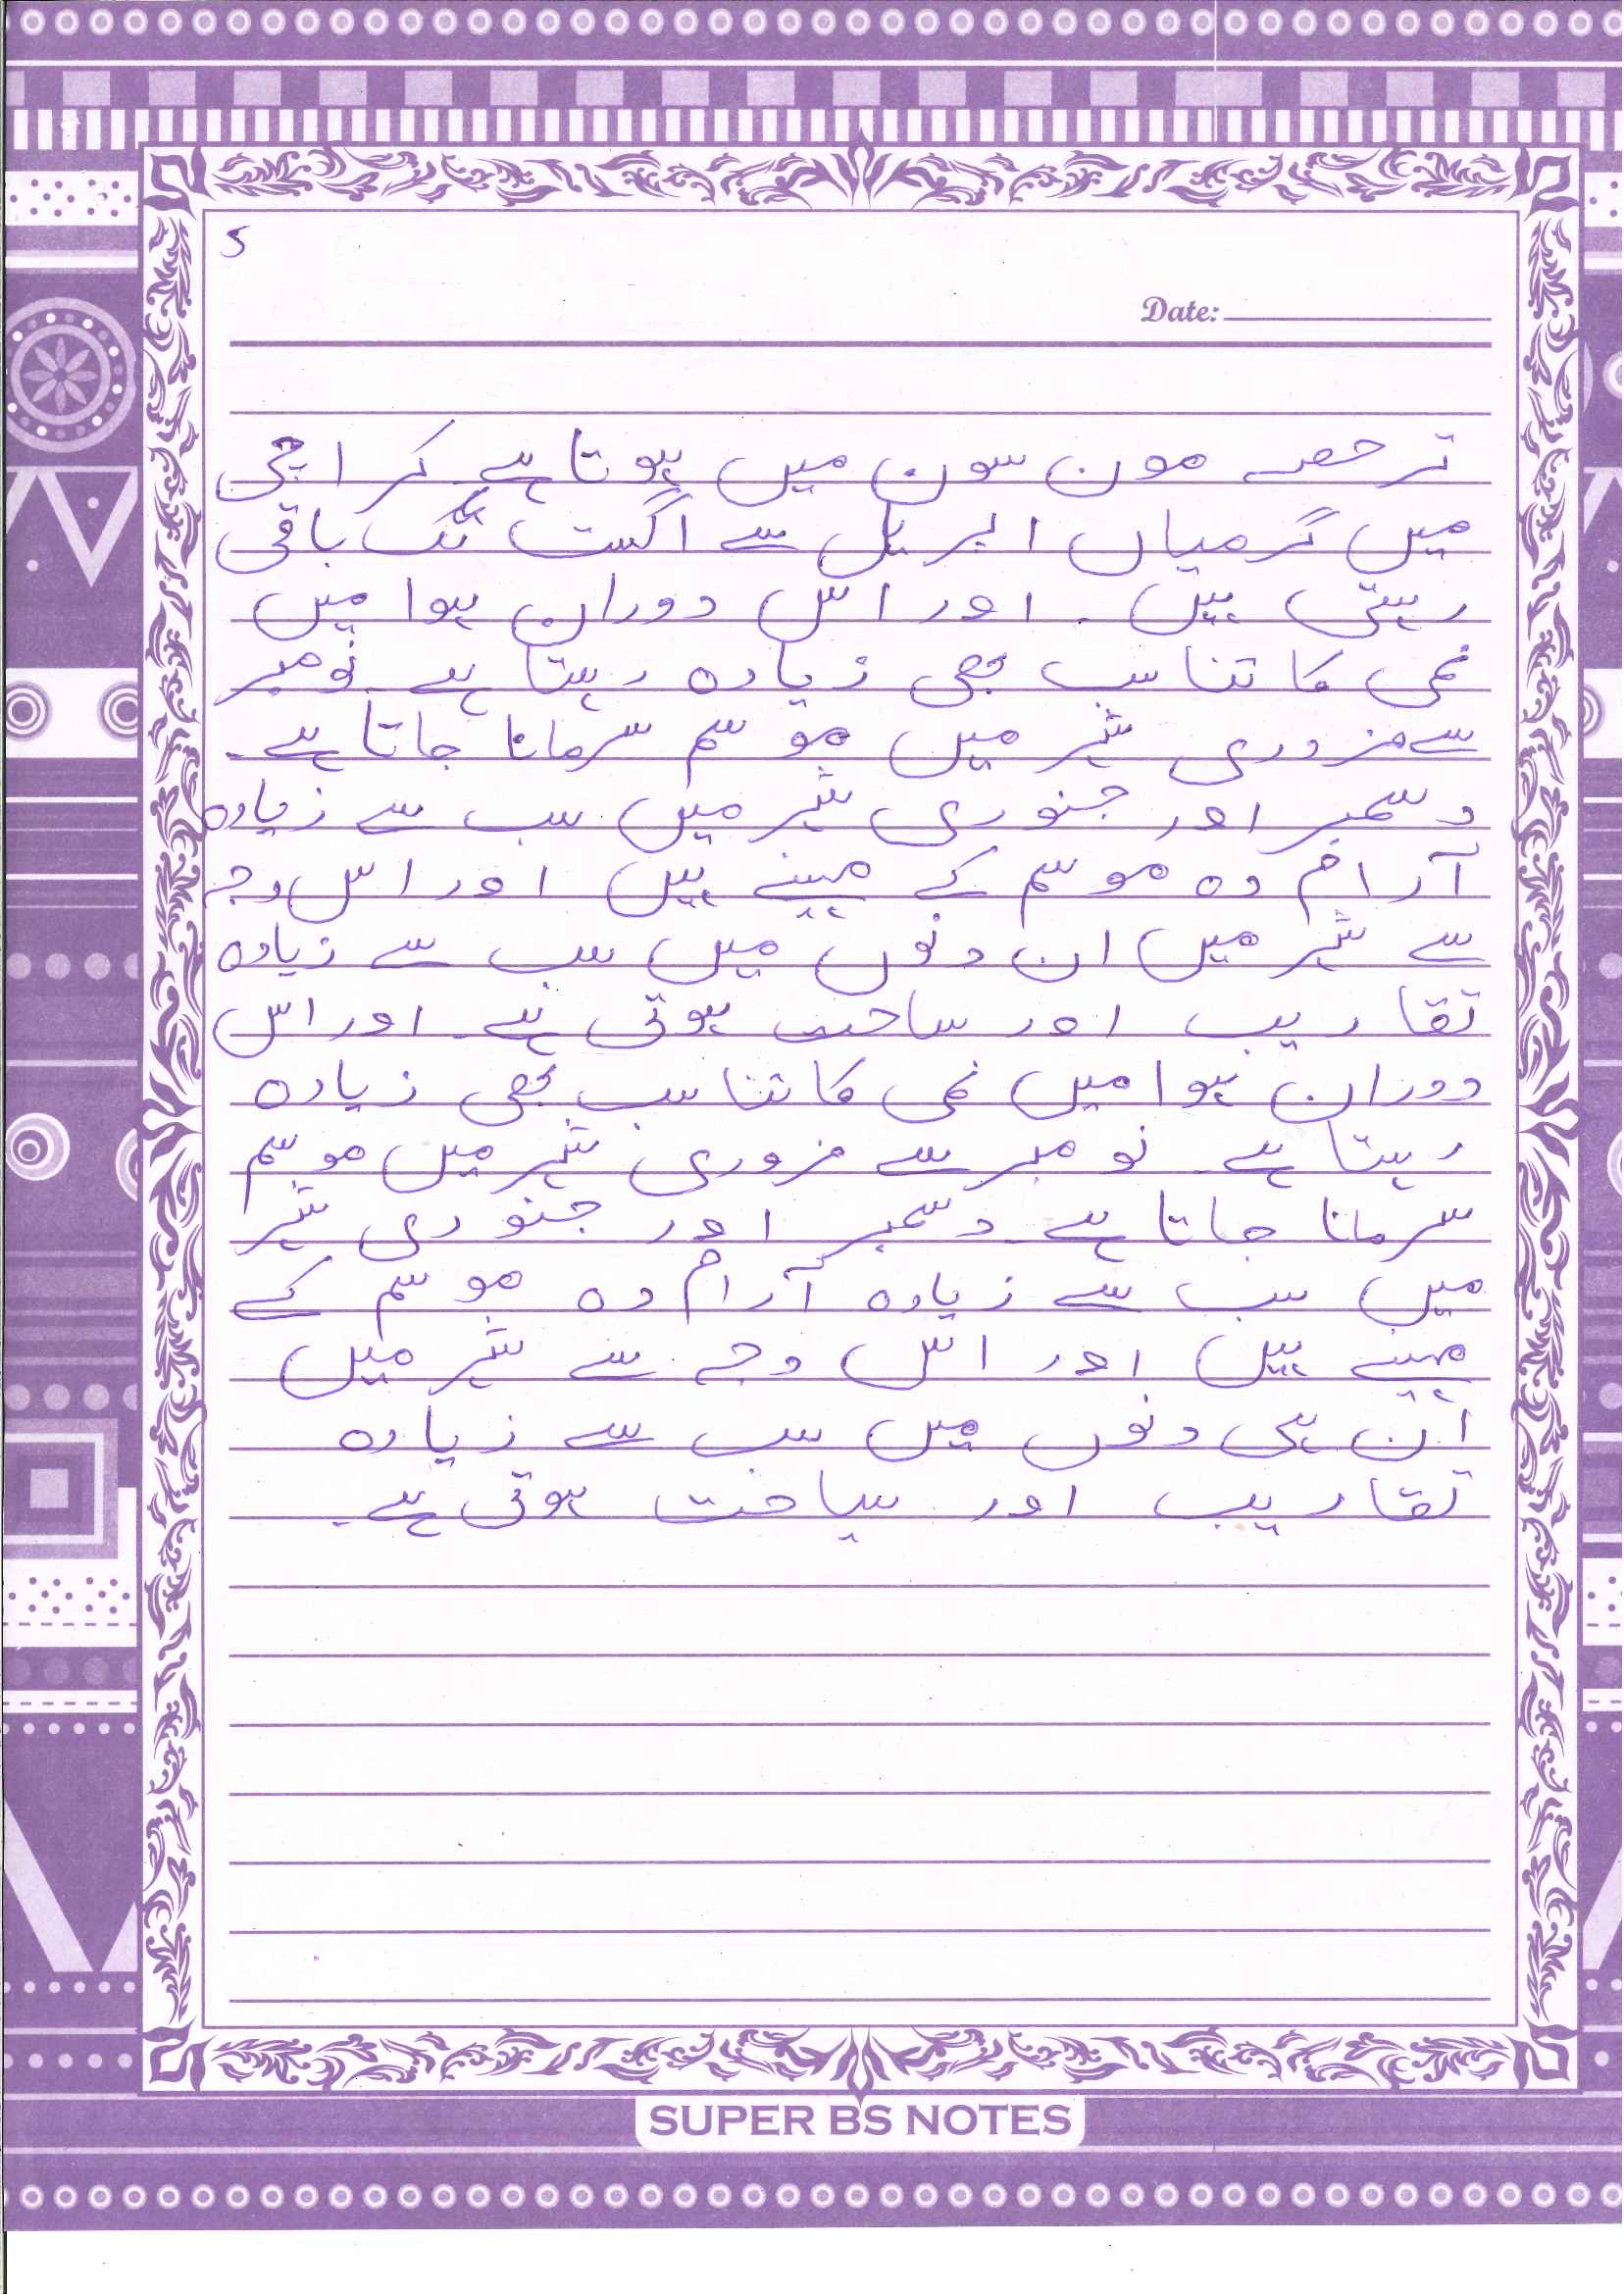 5
Date:
تر حصہ مون سون میں ہوتا ہے کراچی
میں گرمیاں اپریل سے اگست تک باقی
رہتی ہیں۔ اور اس دوران ہوا میں
نمی کا تناسب بھی زیادہ رہتا ہے۔ نومبر
سے فروری شہر میں موسم سرمانا جاتا ہے۔
دسمبر اور جنوری شہر میں سب سے زیادہ
آرام دہ موسم کے مہینے ہیں اور اس وجہ
سے شہر میں ان دنوں میں سب سے زیادہ
تقاریب اور ساحت ہوتی ہے۔ اور اس
دوران ہوا میں نمی کا تناسب بھی زیادہ
رہتا ہے۔ نومبر سے فروری شہر میں موسم
سرمانا جاتا ہے۔ دسمبر اور جنوری شہر
میں سب سے زیادہ آرام دہ موسم کے
مہینے ہیں اور اس وجہ سے شہر میں
ان ہی دنوں میں سب سے زیادہ
تقاریب اور سیاحت ہوتی ہے۔
SUPER BS NOTES